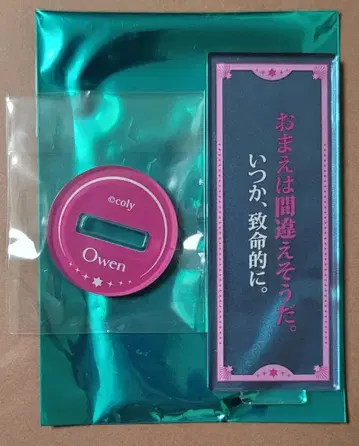 おまえは間違えそうだ。
いつか、致命的に。
©coly
Owen